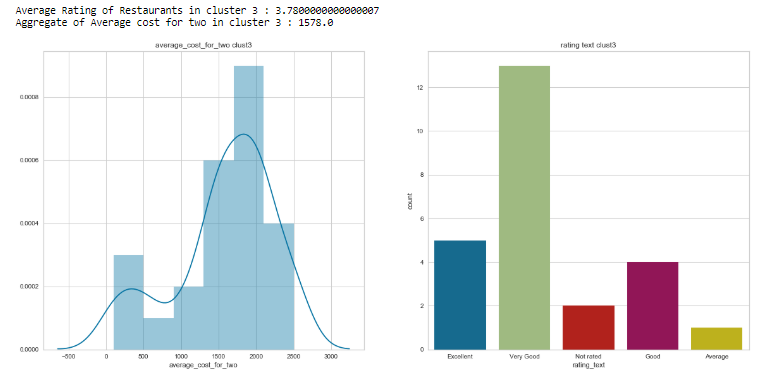 Average Rating of Restaurants in cluster 3 : 3.7800000000000007
Aggregate of Average cost for two in cluster 3 : 1578.0
average_cost_for_two clust3
0.0008
0.0006
0.0004
0.0002
0.0000
-500 0 500 1000 1500 2000 2500 3000
average_cost_for_two
rating text clust3
12
10
8
6
4
2
0
count
Excellent Very Good Not rated Good Average
rating_text